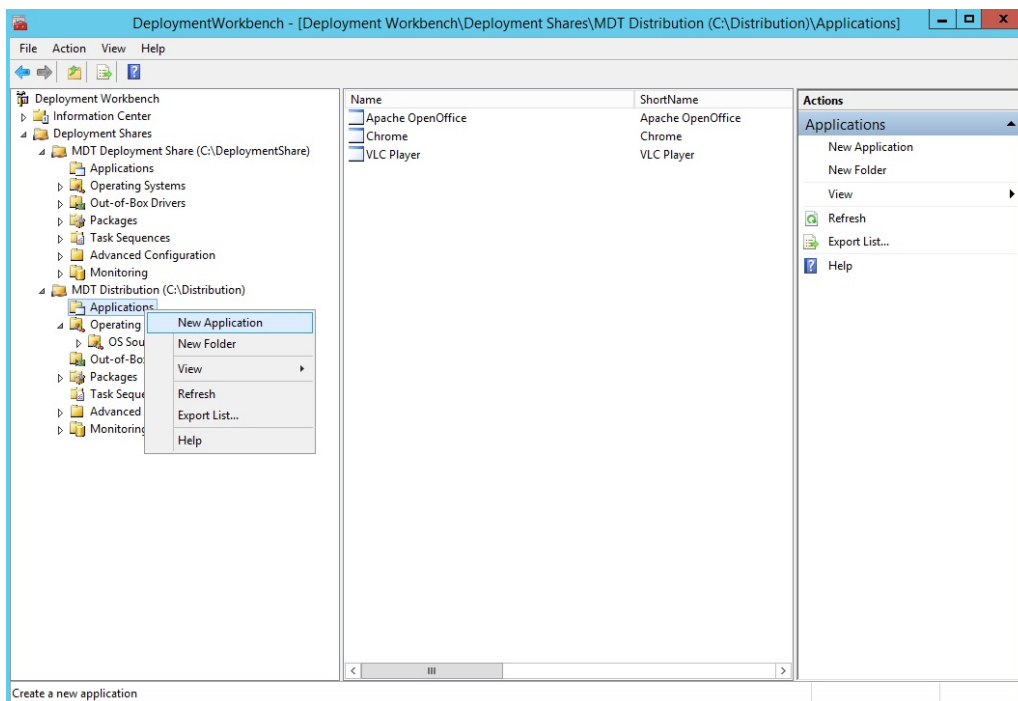 DeploymentWorkbench - [Deployment Workbench\Deployment Shares\MDT Distribution (C:\Distribution)\Applications]
File Action View Help
Deployment Workbench
Information Center
Deployment Shares
MDT Deployment Share (C:\DeploymentShare)
Applications
Operating Systems
Out-of-Box Drivers
Packages
Task Sequences
Advanced Configuration
Monitoring
MDT Distribution (C:\Distribution)
Applications
Operating
OS Sou
Out-of-Bo
Packages
Task Seque
Advanced
Monitoring
New Application
New Folder
View
Refresh
Export List...
Help
Name ShortName
Apache OpenOffice Apache OpenOffice
Chrome Chrome
VLC Player VLC Player
Actions
Applications
New Application
New Folder
View
Refresh
Export List...
Help
Create a new application